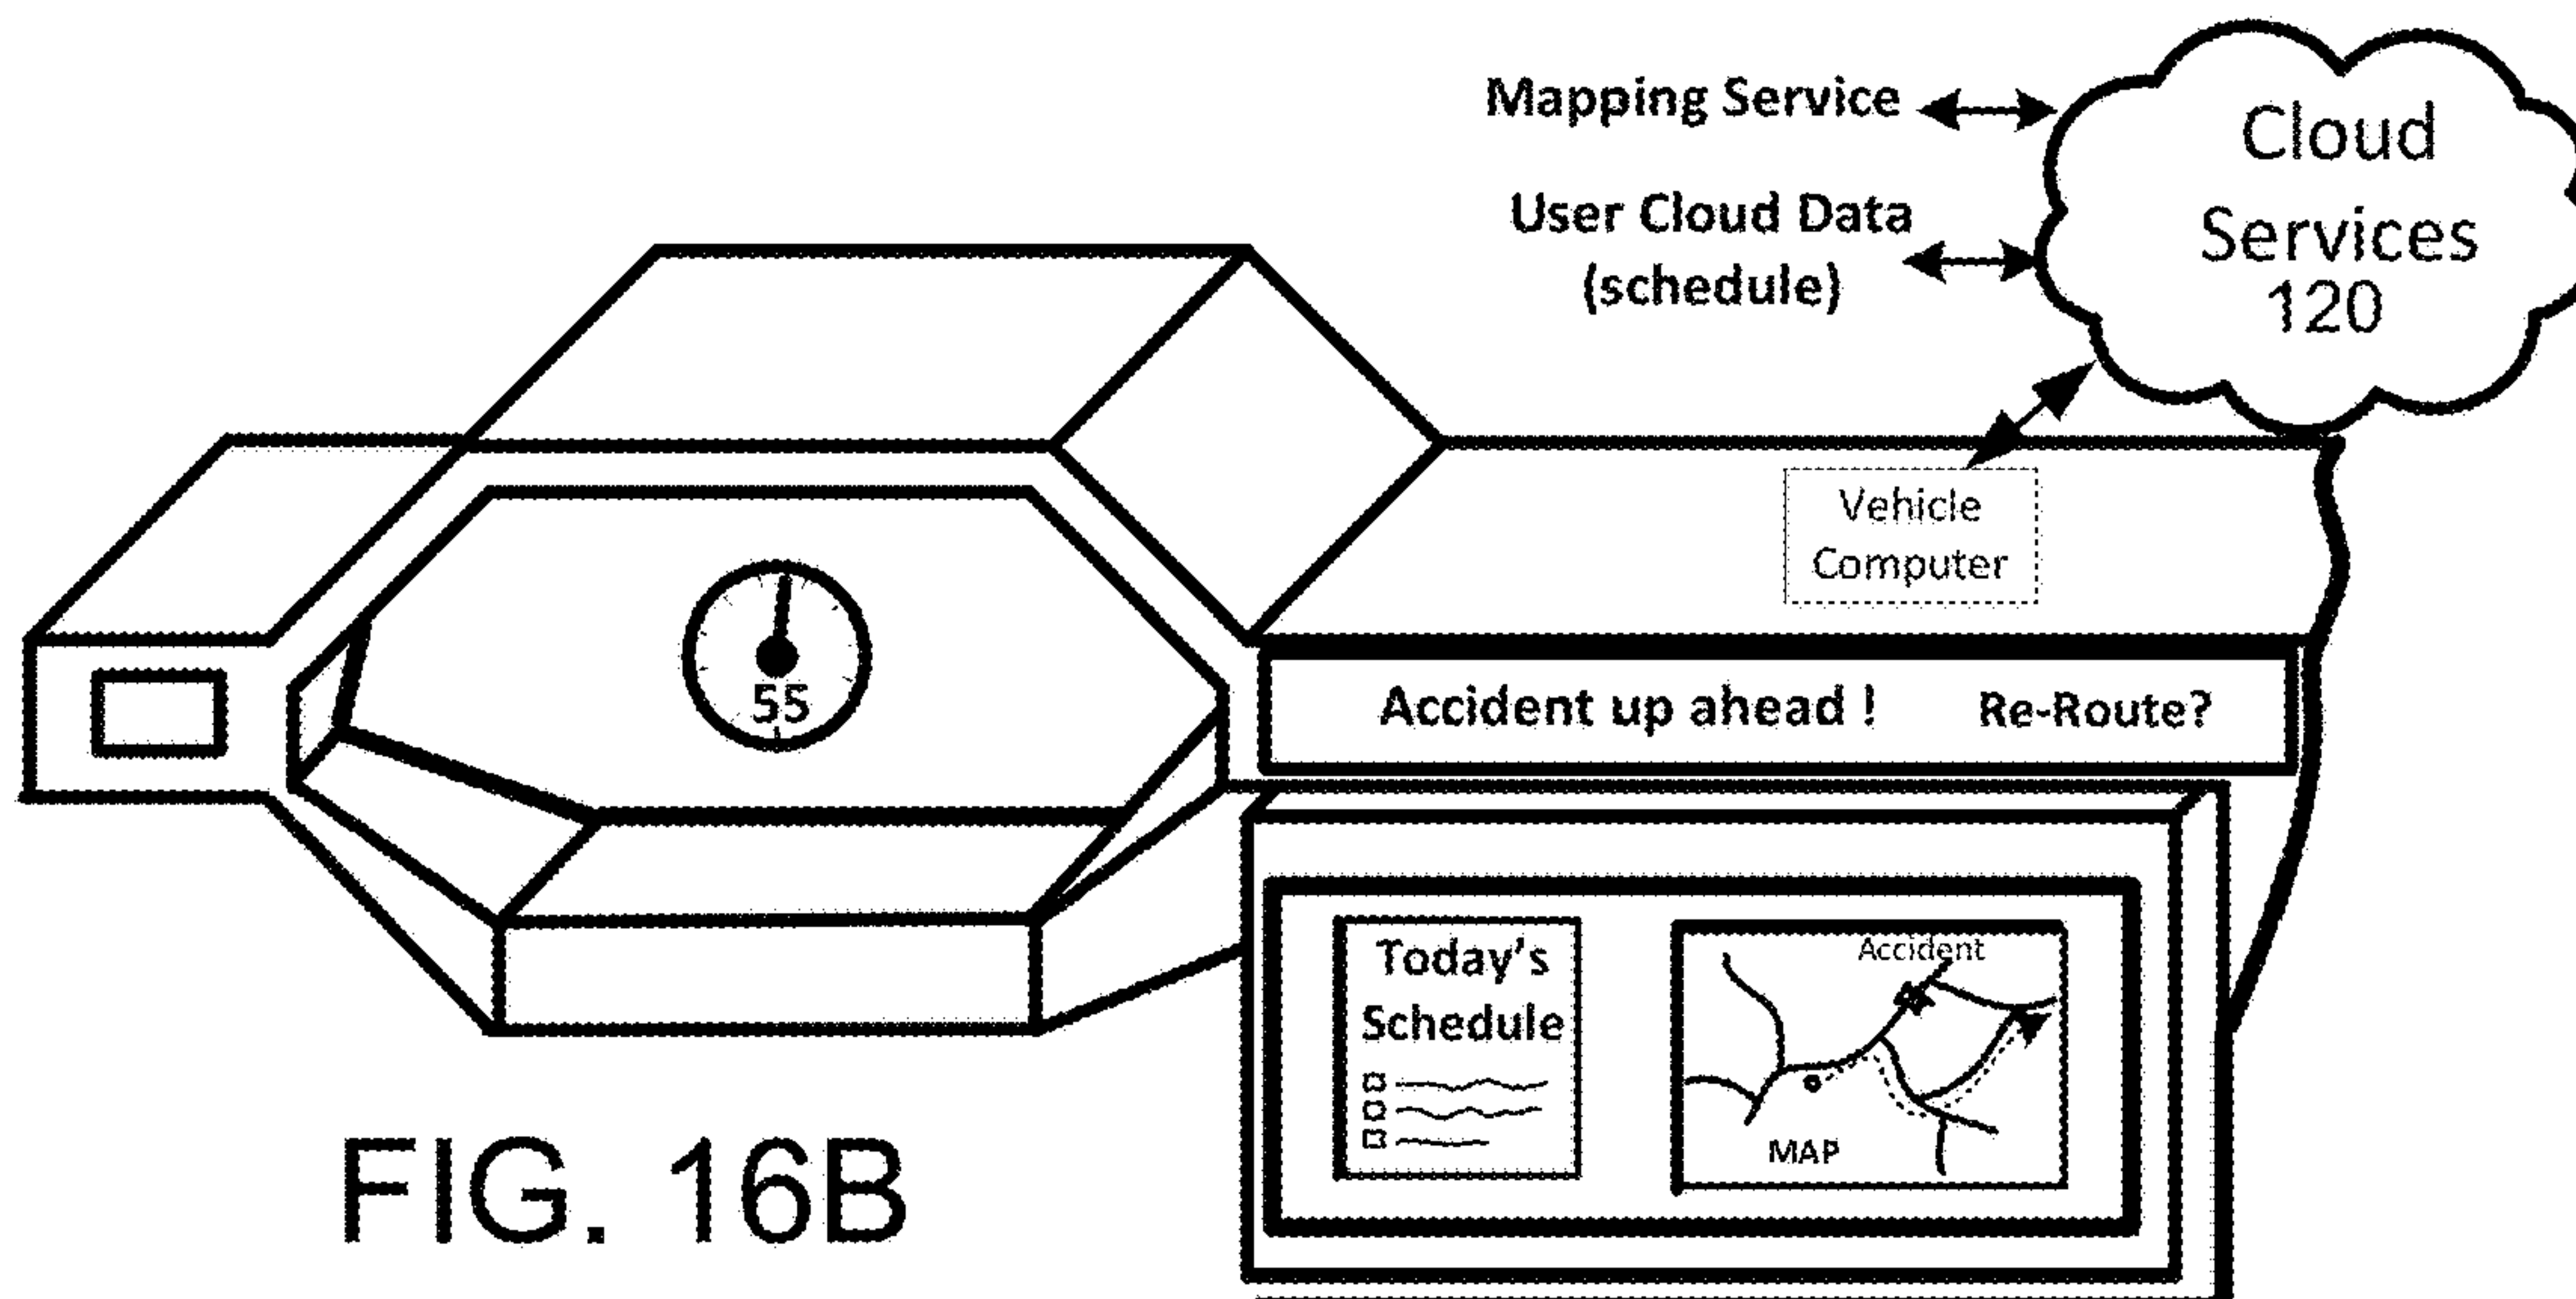 Mapping Service
User Cloud Data
(schedule)
Cloud
Services
120
Vehicle
Computer
55
Accident up ahead ! Re-Route?
Today's
Schedule
Accident
MAP
FIG. 16B